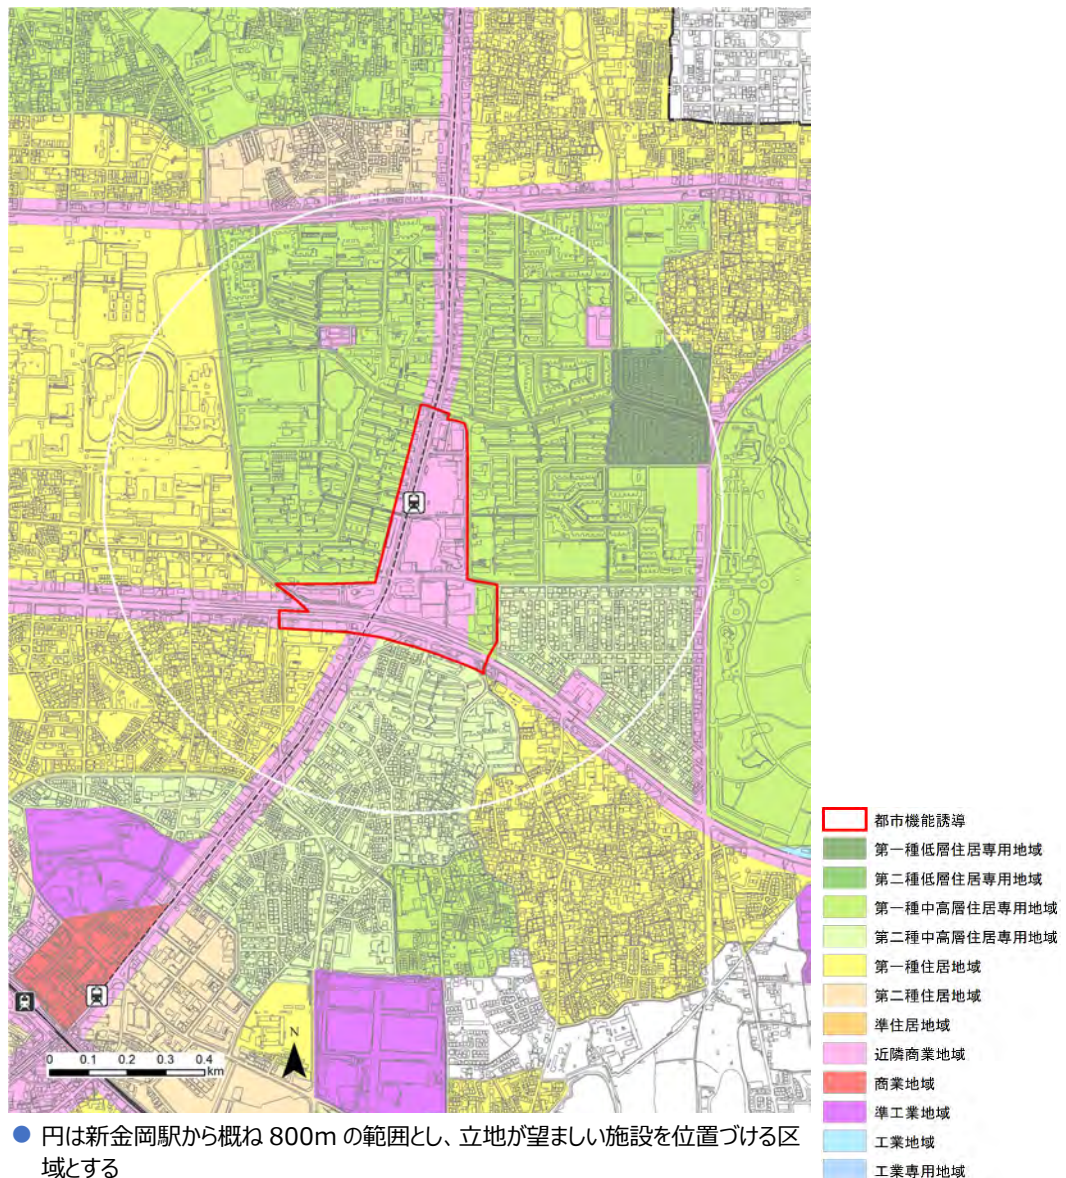 N
0 0.1 0.2 0.3 0.4
km
都市機能誘導
第一種低層住居専用地域
第二種低層住居専用地域
第一種中高層住居専用地域
第二種中高層住居専用地域
第一種住居地域
第二種住居地域
準住居地域
近隣商業地域
商業地域
準工業地域
工業地域
工業専用地域
● 円は新金岡駅から概ね 800m の範囲とし、立地が望ましい施設を位置づける区
域とする